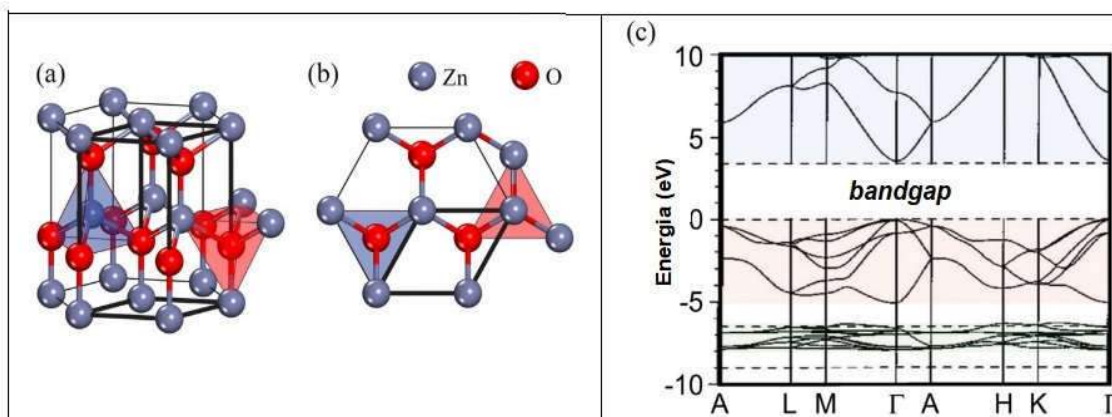 (a)
(b)
Zn
O
(c)
Energia (eV)
10
5
0
-5
-10
bandgap
A L M Γ A H K Γ